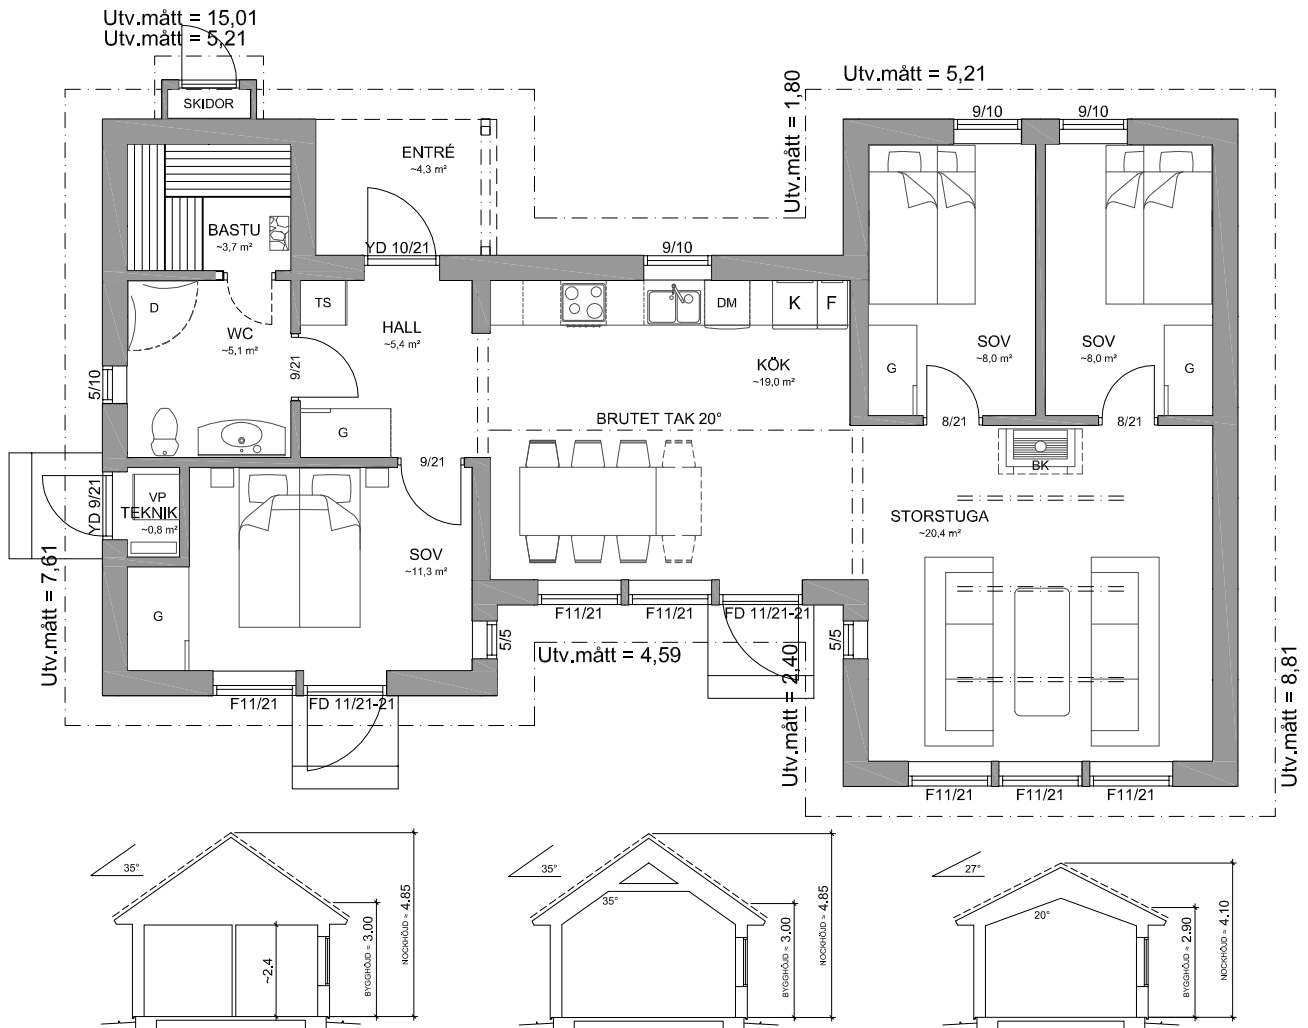 Utv.mått = 15,01
Utv.mått = 5,21
Utv.mått = 5,21
Utv.mått = 1,80
SKIDOR
9/10
9/10
ENTRÉ
~4,3 m²
BASTU
~3,7 m²
YD 10/21
9/10
TS
DM
K
F
D
WC
~5,1 m²
HALL
~5,4 m²
SOV
~8,0 m²
SOV
~8,0 m²
KÖK
~19,0 m²
G
G
9/21
5/10
BRUTET TAK 20°
8/21
8/21
G
9/21
BK
YD 9/21
VP
TEKNIK
~0,8 m²
STORSTUGA
~20,4 m²
SOV
~11,3 m²
Utv.mått = 7,61
G
F11/21
F11/21
FD 11/21-21
5/5
5/5
Utv.mått = 4,59
Utv.mått = 2,40
Utv.mått = 8,81
F11/21
FD 11/21-21
F11/21
F11/21
F11/21
35°
~2.4
BYGGHÖJD ≈ 3.00
NOCKHÖJD ≈ 4.85
35°
35°
BYGGHÖJD ≈ 3.00
NOCKHÖJD ≈ 4.85
27°
20°
BYGGHÖJD ≈ 2.90
NOCKHÖJD ≈ 4.10